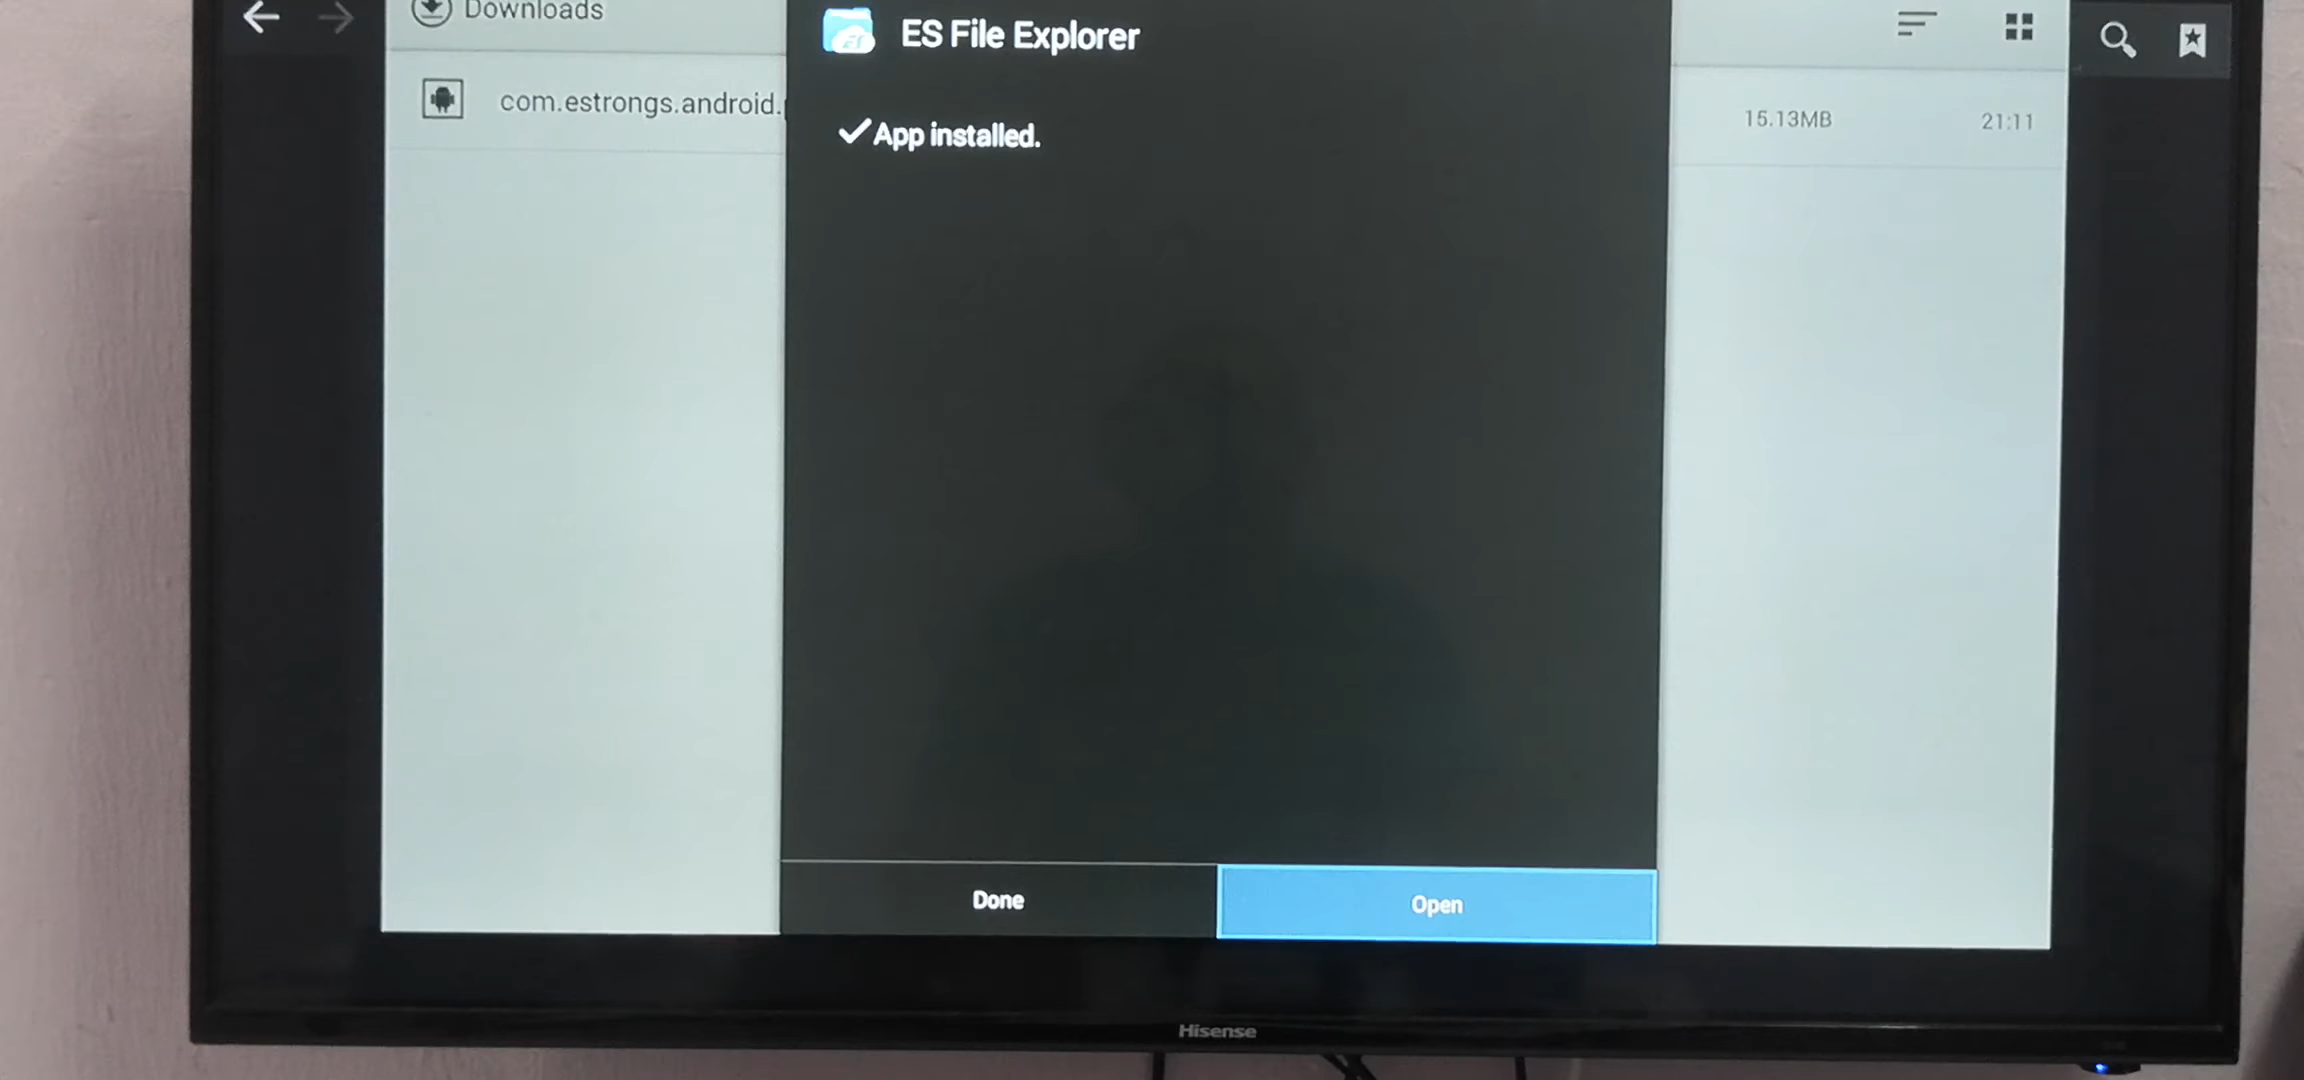 Downloads
ES File Explorer
com.estrongs.android.
15.13MB
21:11
App installed.
Done
Open
Hisense